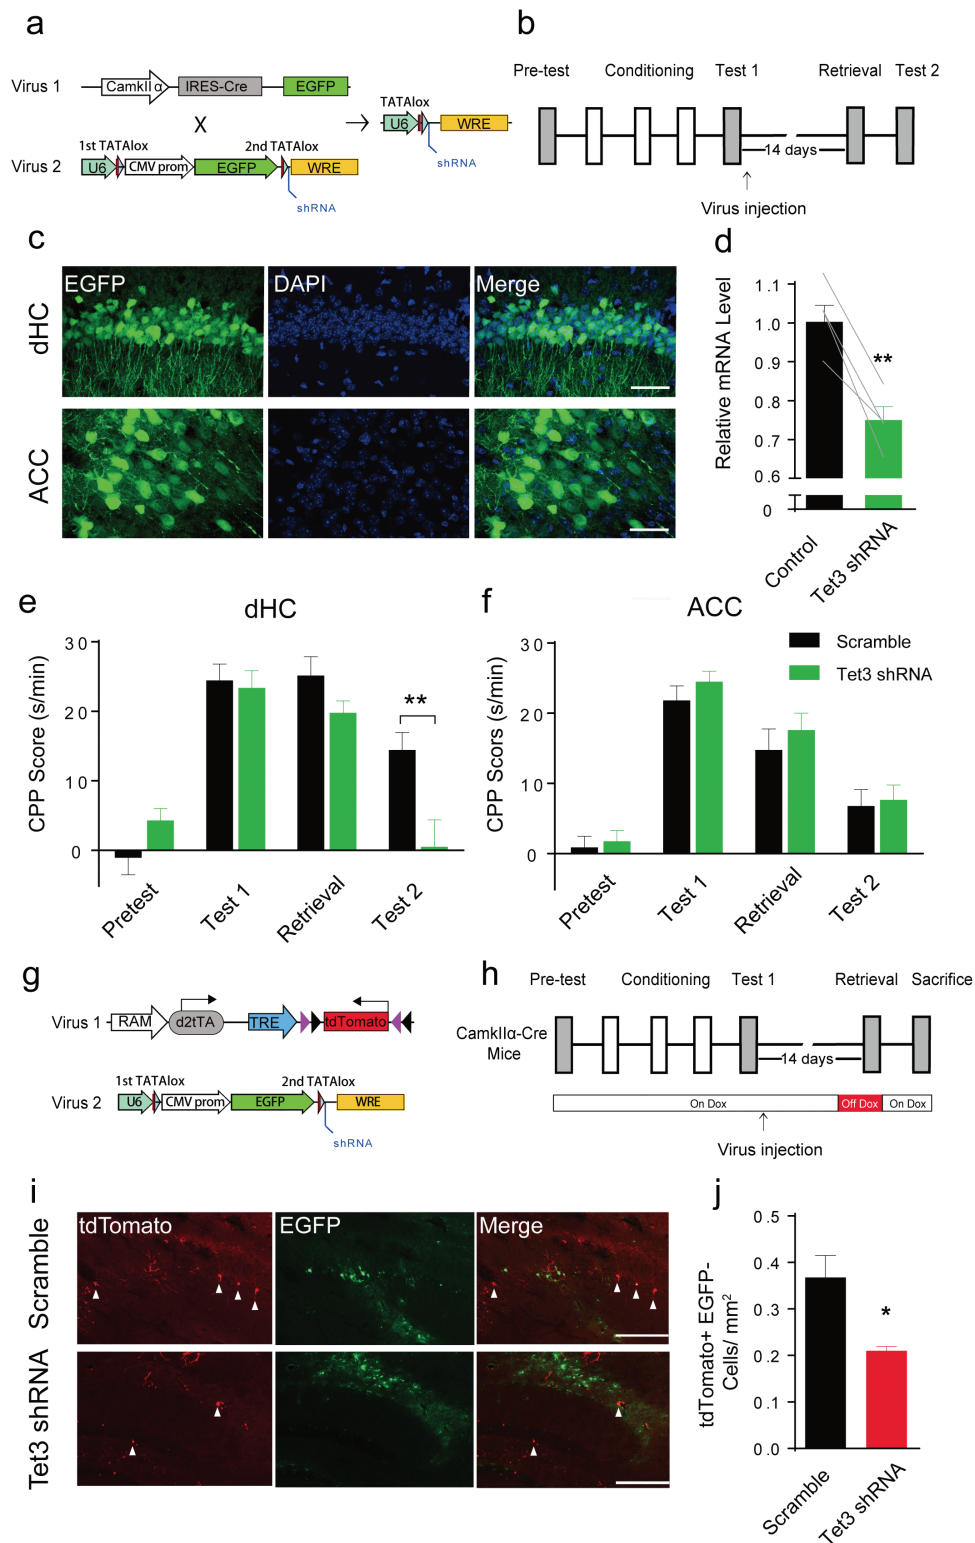 a
Virus 1
CamkII α
IRES-Cre
EGFP
X
TATAlox
U6
WRE
shRNA
1st TATAlox
2nd TATAlox
Virus 2
U6
CMV prom
EGFP
WRE
shRNA
b
Pre-test
Conditioning
Test 1
Retrieval
Test 2
14 days
Virus injection
c
EGFP
DAPI
Merge
dHC
ACC
d
Relative mRNA Level
1.1
1.0
0.9
0.8
0.7
0.6
0
**
Control
Tet3 shRNA
e
dHC
CPP Score (s/min)
30
20
10
0
**
Pretest
Test 1
Retrieval
Test 2
f
ACC
CPP Scors (s/min)
30
20
10
0
Scramble
Tet3 shRNA
Pretest
Test 1
Retrieval
Test 2
g
Virus 1
RAM
d2tTA
TRE
tdTomato
1st TATAlox
2nd TATAlox
Virus 2
U6
CMV prom
EGFP
WRE
shRNA
h
Pre-test
Conditioning
Test 1
Retrieval
Sacrifice
CamkIIα-Cre
Mice
14 days
On Dox
Off Dox
On Dox
Virus injection
i
tdTomato
EGFP
Merge
Scramble
Tet3 shRNA
j
tdTomato+ EGFP-
Cells/ mm²
0.5
0.4
0.3
0.2
0.1
0.0
*
Scramble
Tet3 shRNA